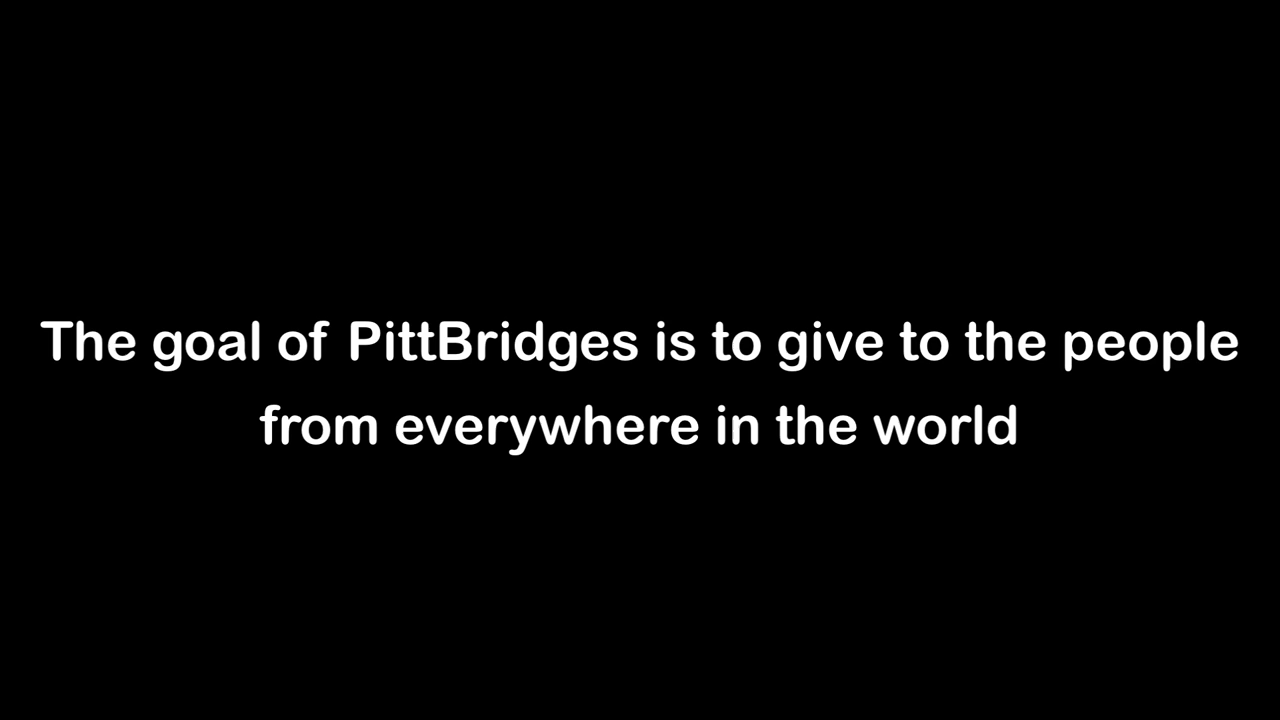 The goal of PittBridges is to give to the people
from everywhere in the world